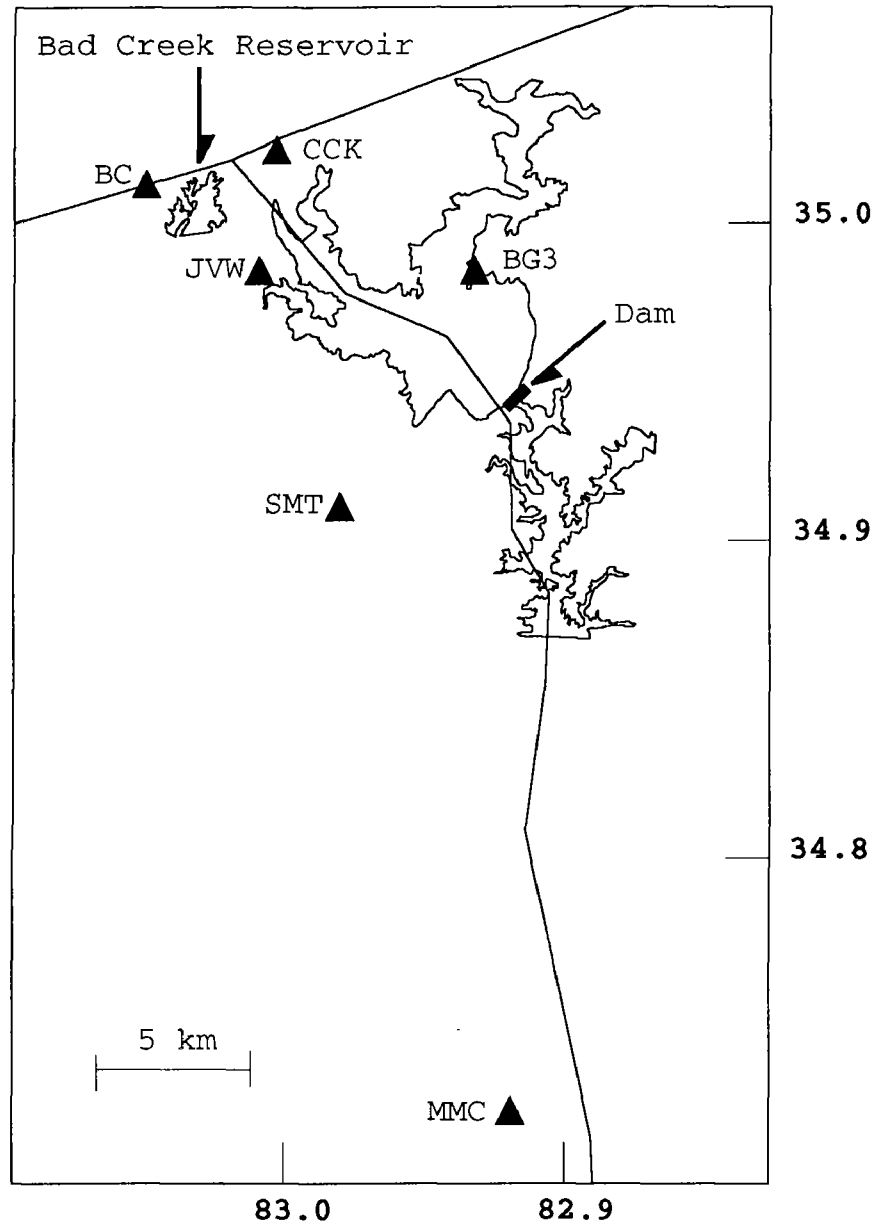 Bad Creek Reservoir
CCK
BC
35.0
JVW
BG3
Dam
SMT
34.9
34.8
5 km
MMC
83.0
82.9